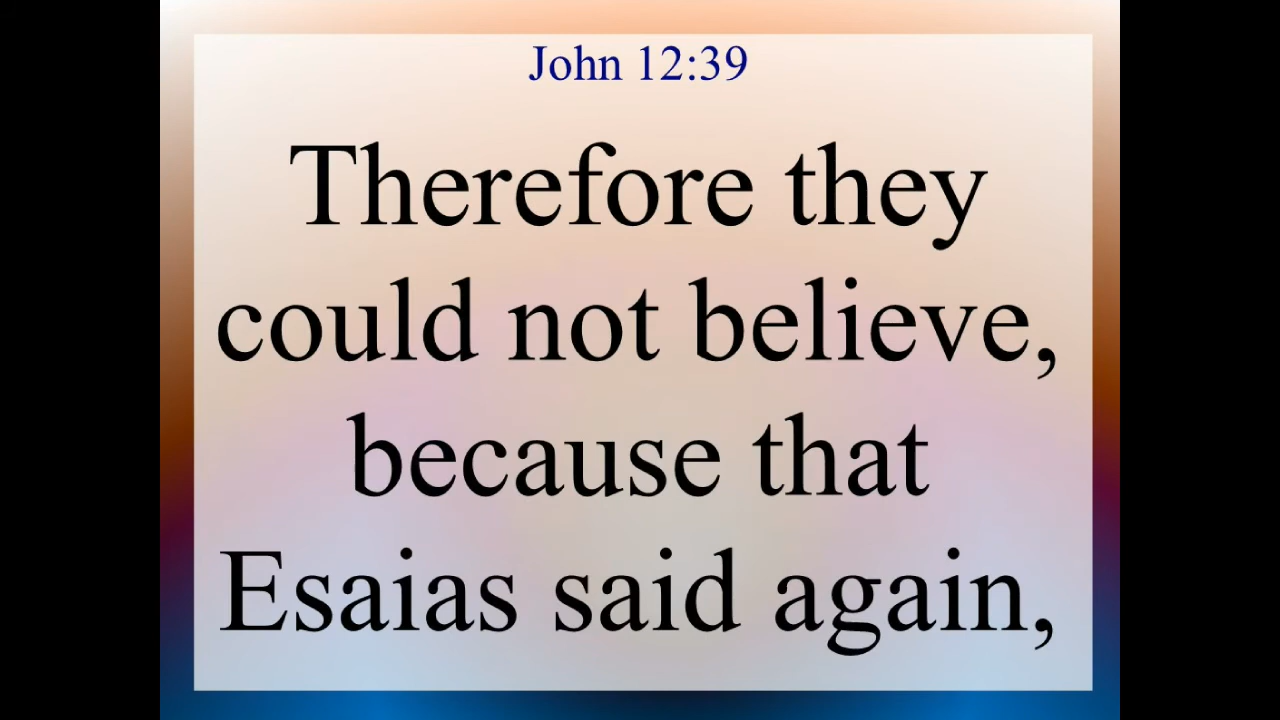 John 12:39
Therefore they
could not believe,
because that
Esaias said again,